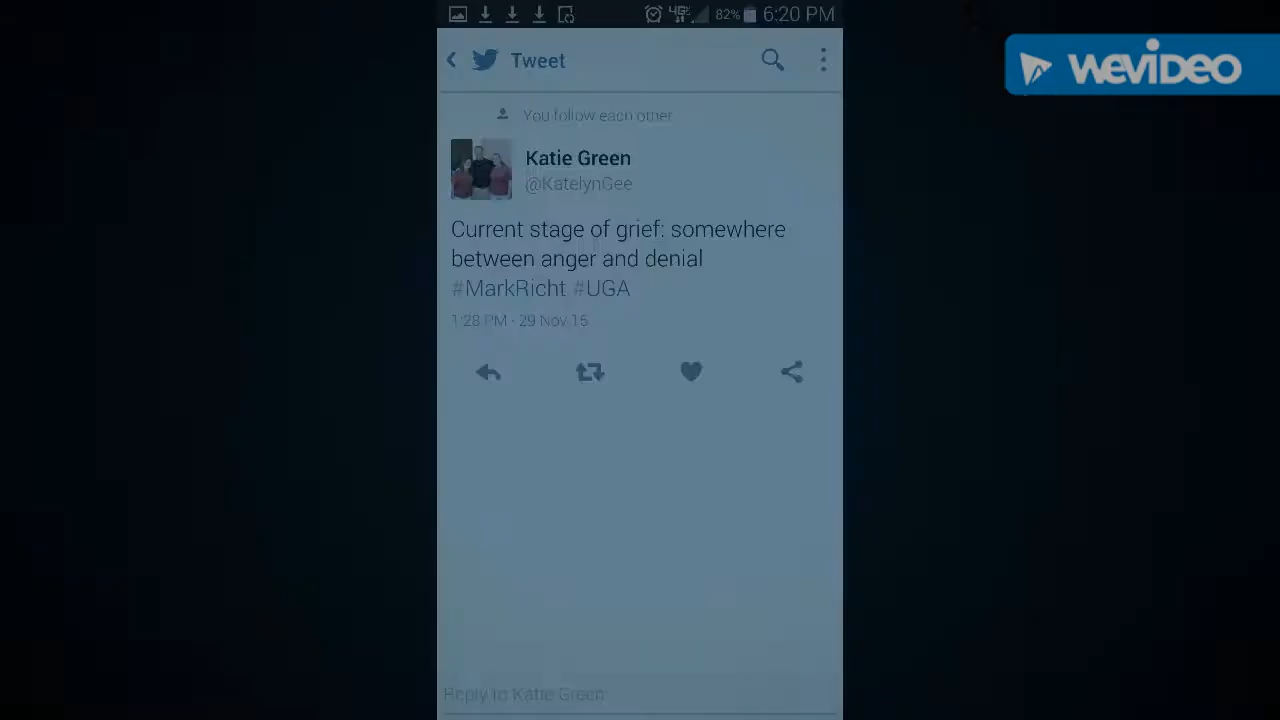 82% 6:20 PM
WEVIDEO
Tweet
You follow each other
Katie Green
@KatelynGee
Current stage of grief: somewhere
between anger and denial
#MarkRicht #UGA
1:28 PM · 29 Nov 15
Reply to Katie Green